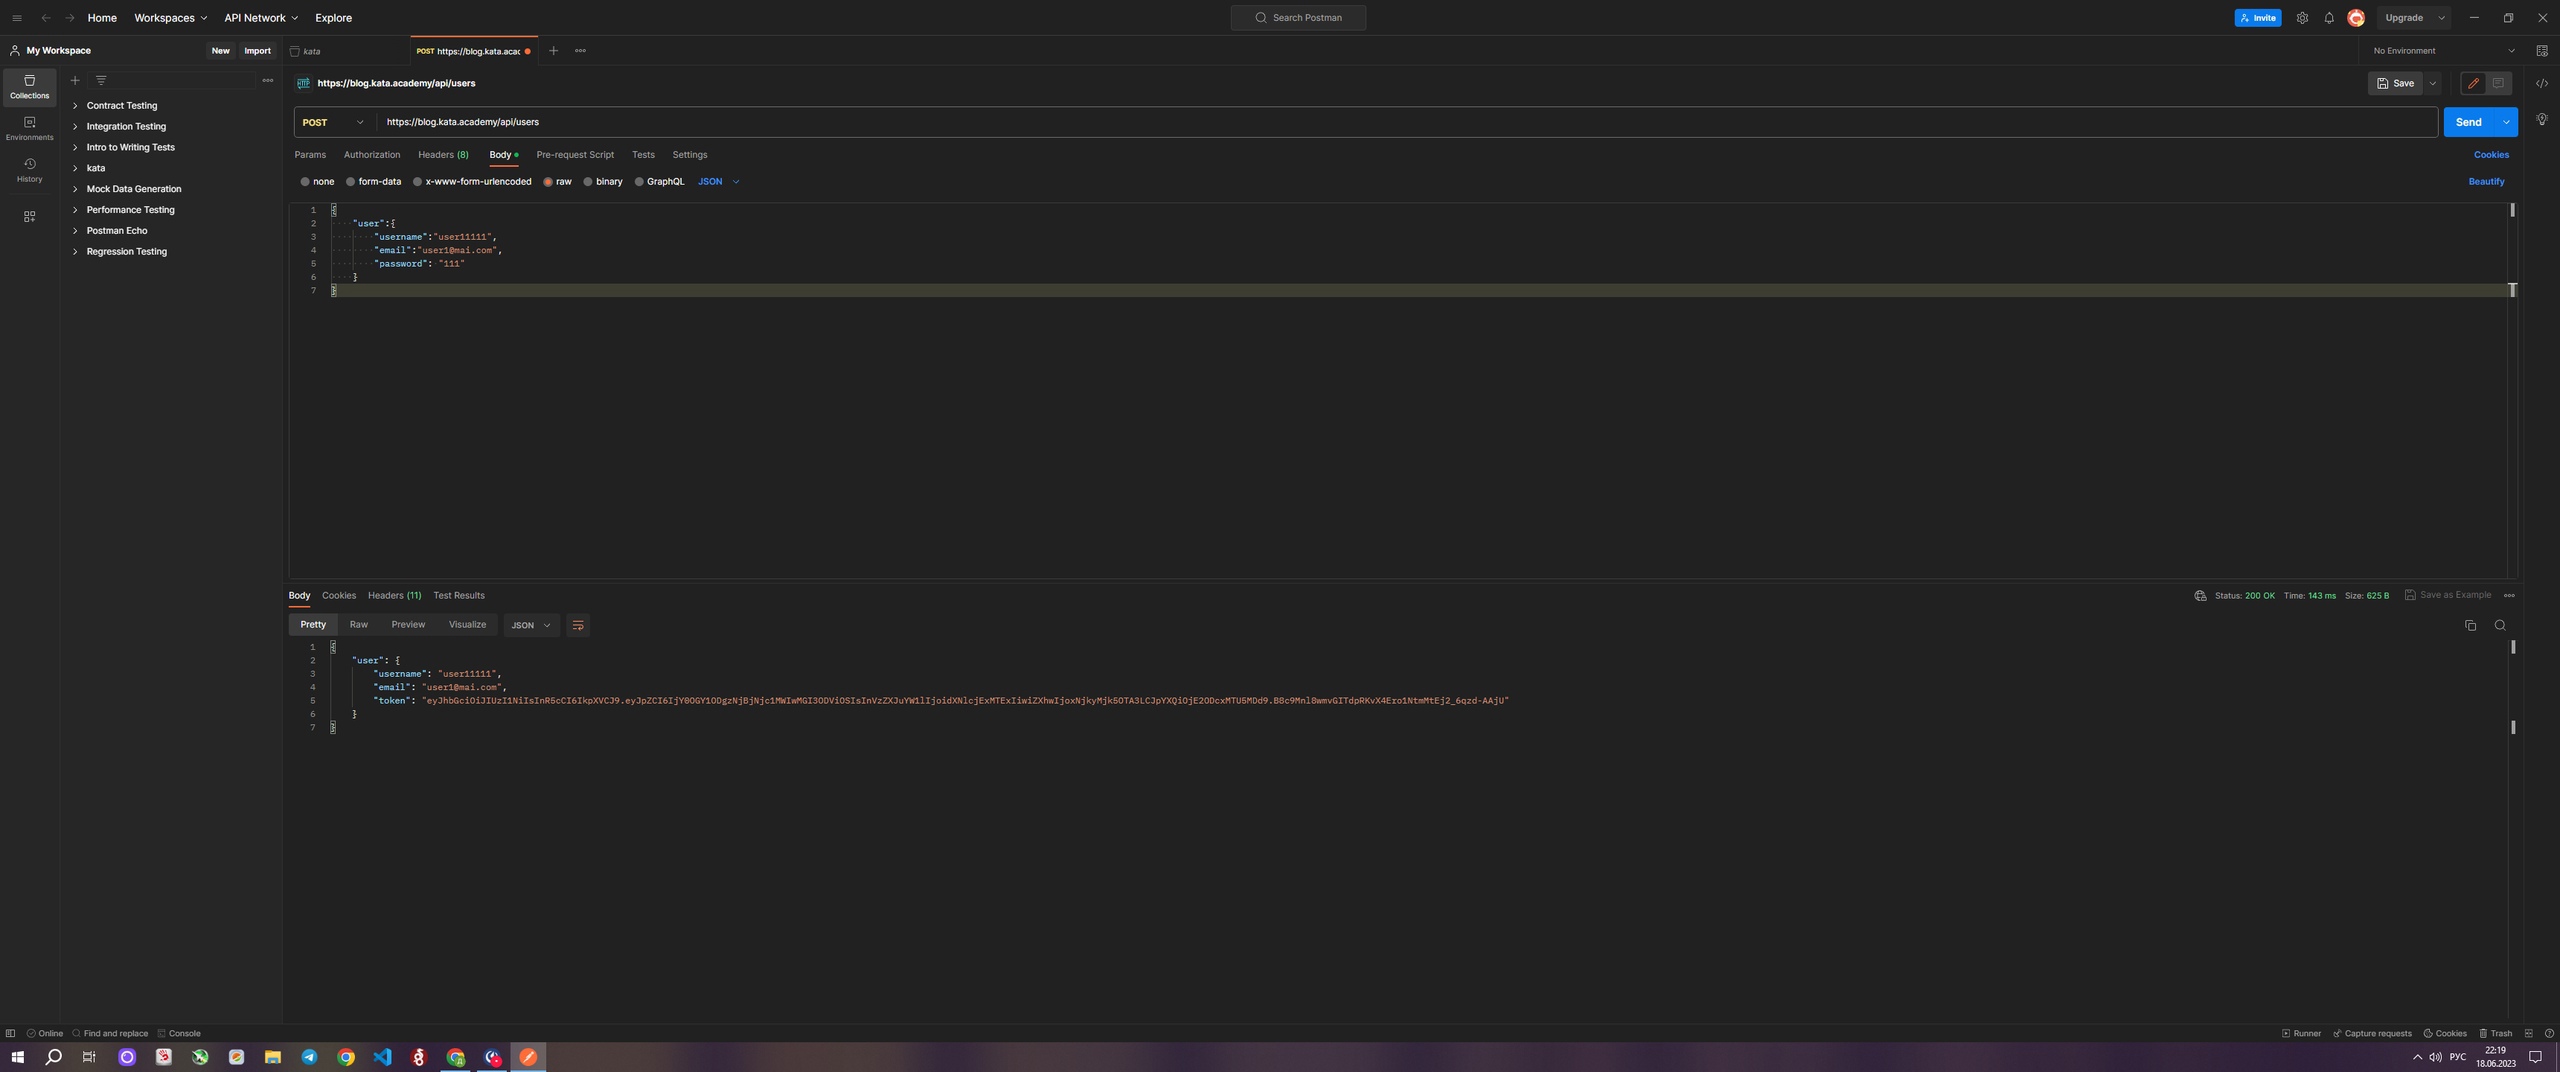 Home Workspaces API Network Explore Search Postman Invite Upgrade
My Workspace New Import kata POST https://blog.kata.acac No Environment
Collections
Environments
History
Contract Testing
Integration Testing
Intro to Writing Tests
kata
Mock Data Generation
Performance Testing
Postman Echo
Regression Testing
https://blog.kata.academy/api/users Save
POST https://blog.kata.academy/api/users Send
Params Authorization Headers (8) Body Pre-request Script Tests Settings Cookies
none form-data x-www-form-urlencoded raw binary GraphQL JSON Beautify
1 {
2 "user":{
3 "username":"user11111",
4 "email":"user1@mai.com",
5 "password": "111"
6 }
7 }
Body Cookies Headers (11) Test Results Status: 200 OK Time: 143 ms Size: 625 B Save as Example
Pretty Raw Preview Visualize JSON
1 {
2 "user": {
3 "username": "user11111",
4 "email": "user1@mai.com",
5 "token":
6 }
7 }
Online Find and replace Console Runner Capture requests Cookies Trash
РУС 22:19
18.06.2023